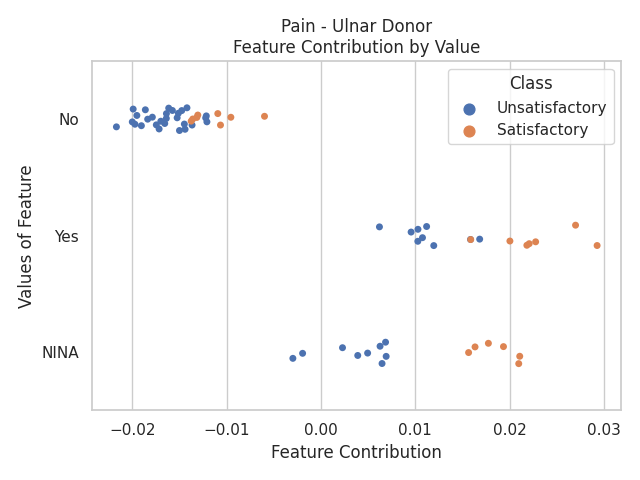 Pain - Ulnar Donor
Feature Contribution by Value
Class
Unsatisfactory
Satisfactory
Values of Feature
No
Yes
NINA
−0.02 −0.01 0.00 0.01 0.02 0.03
Feature Contribution